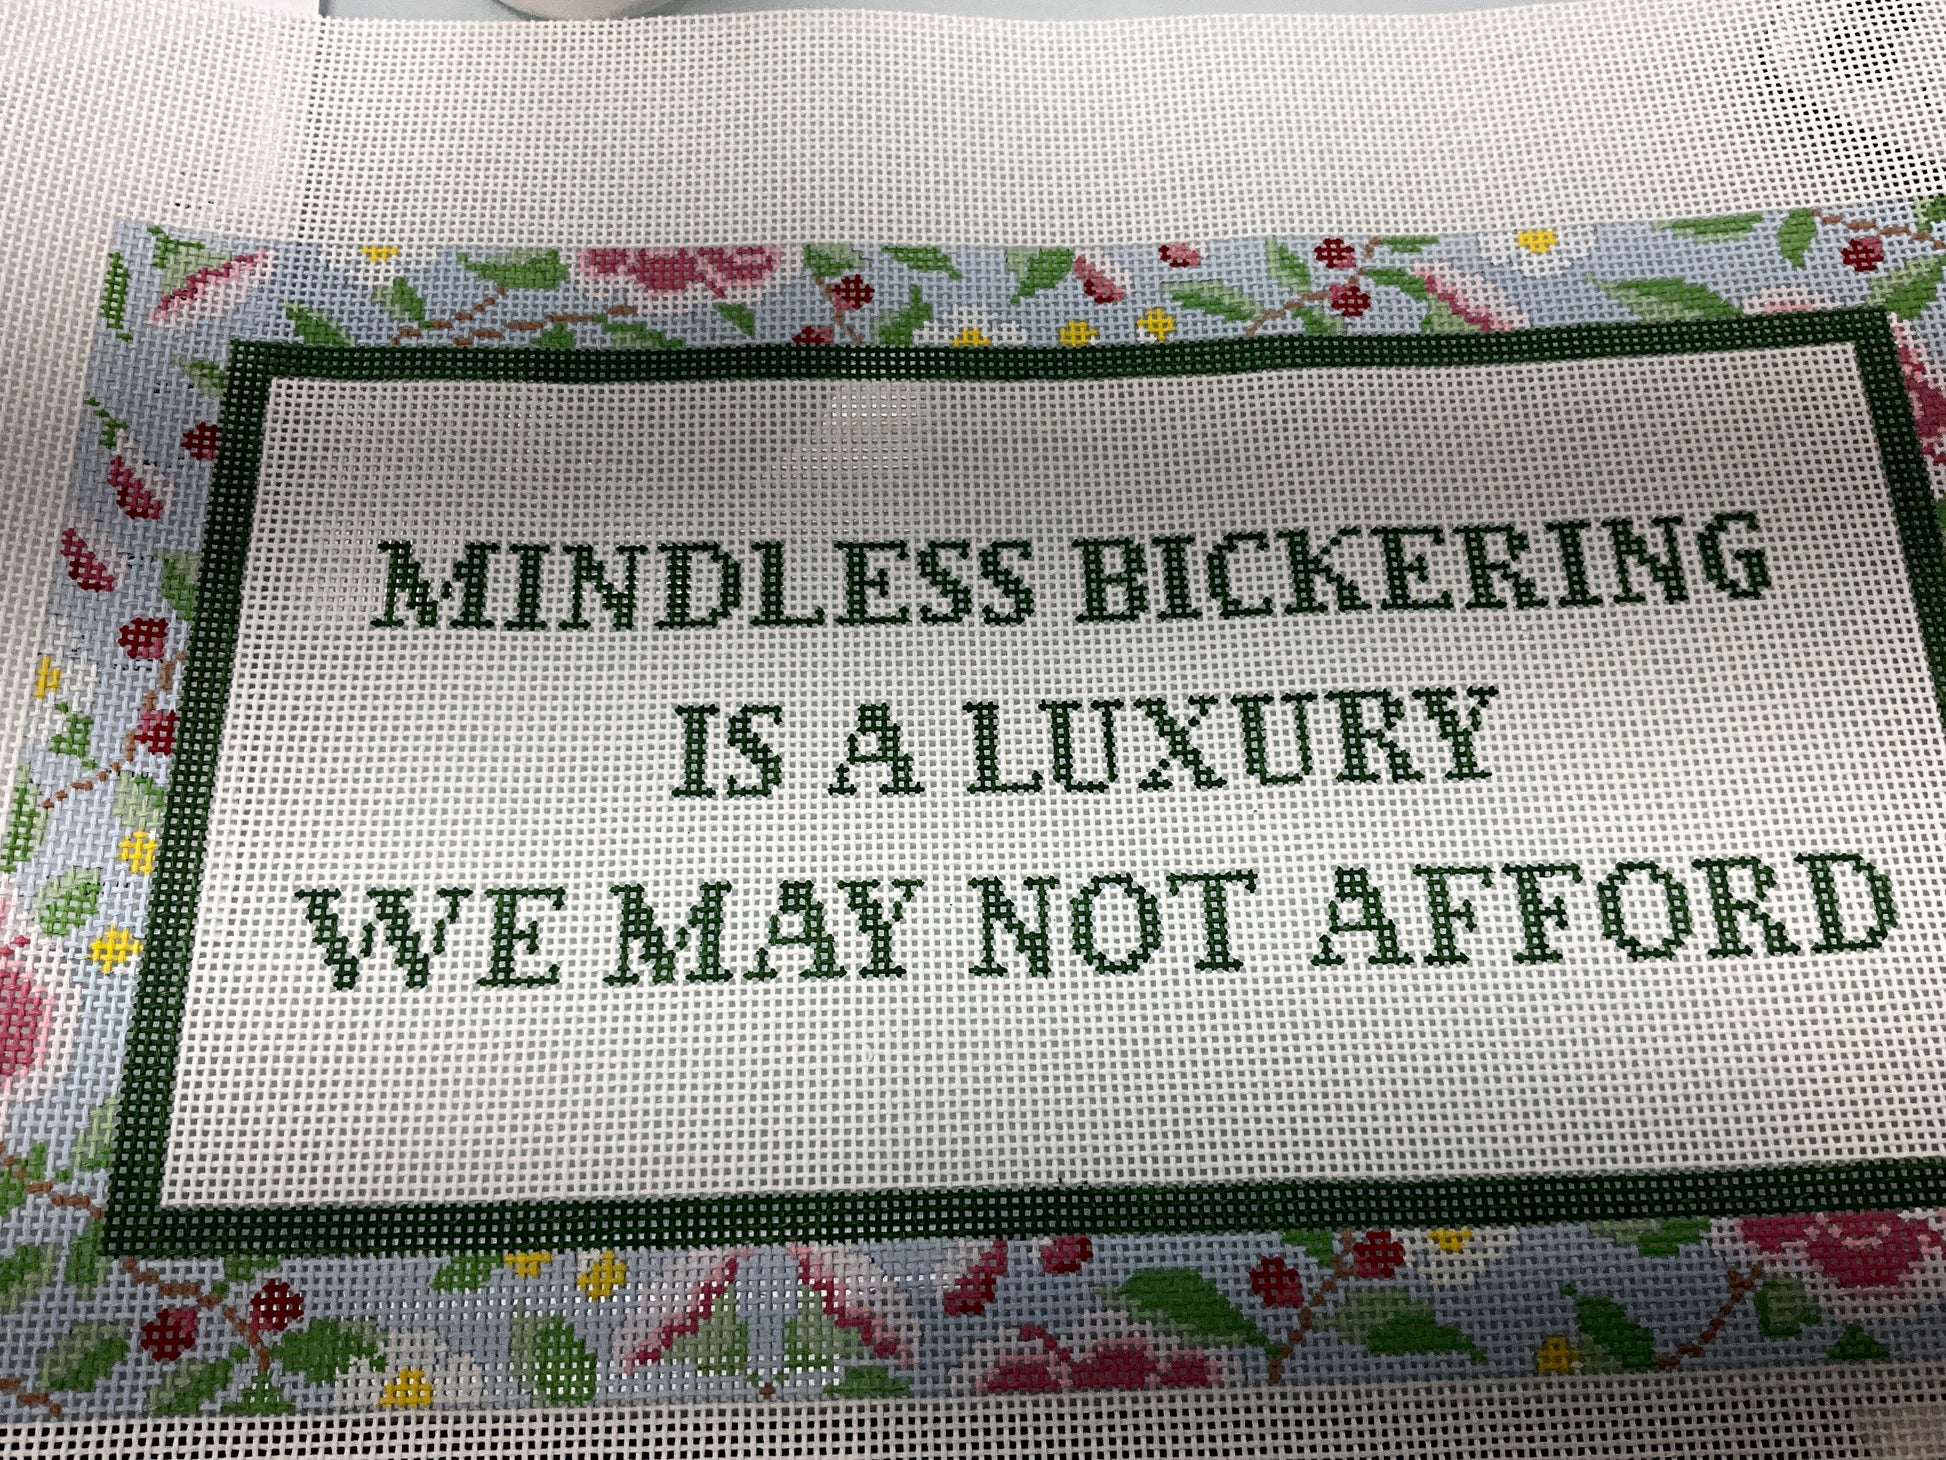 MINDLESS BICKERING
IS A LUXURY
WE MAY NOT AFFORD